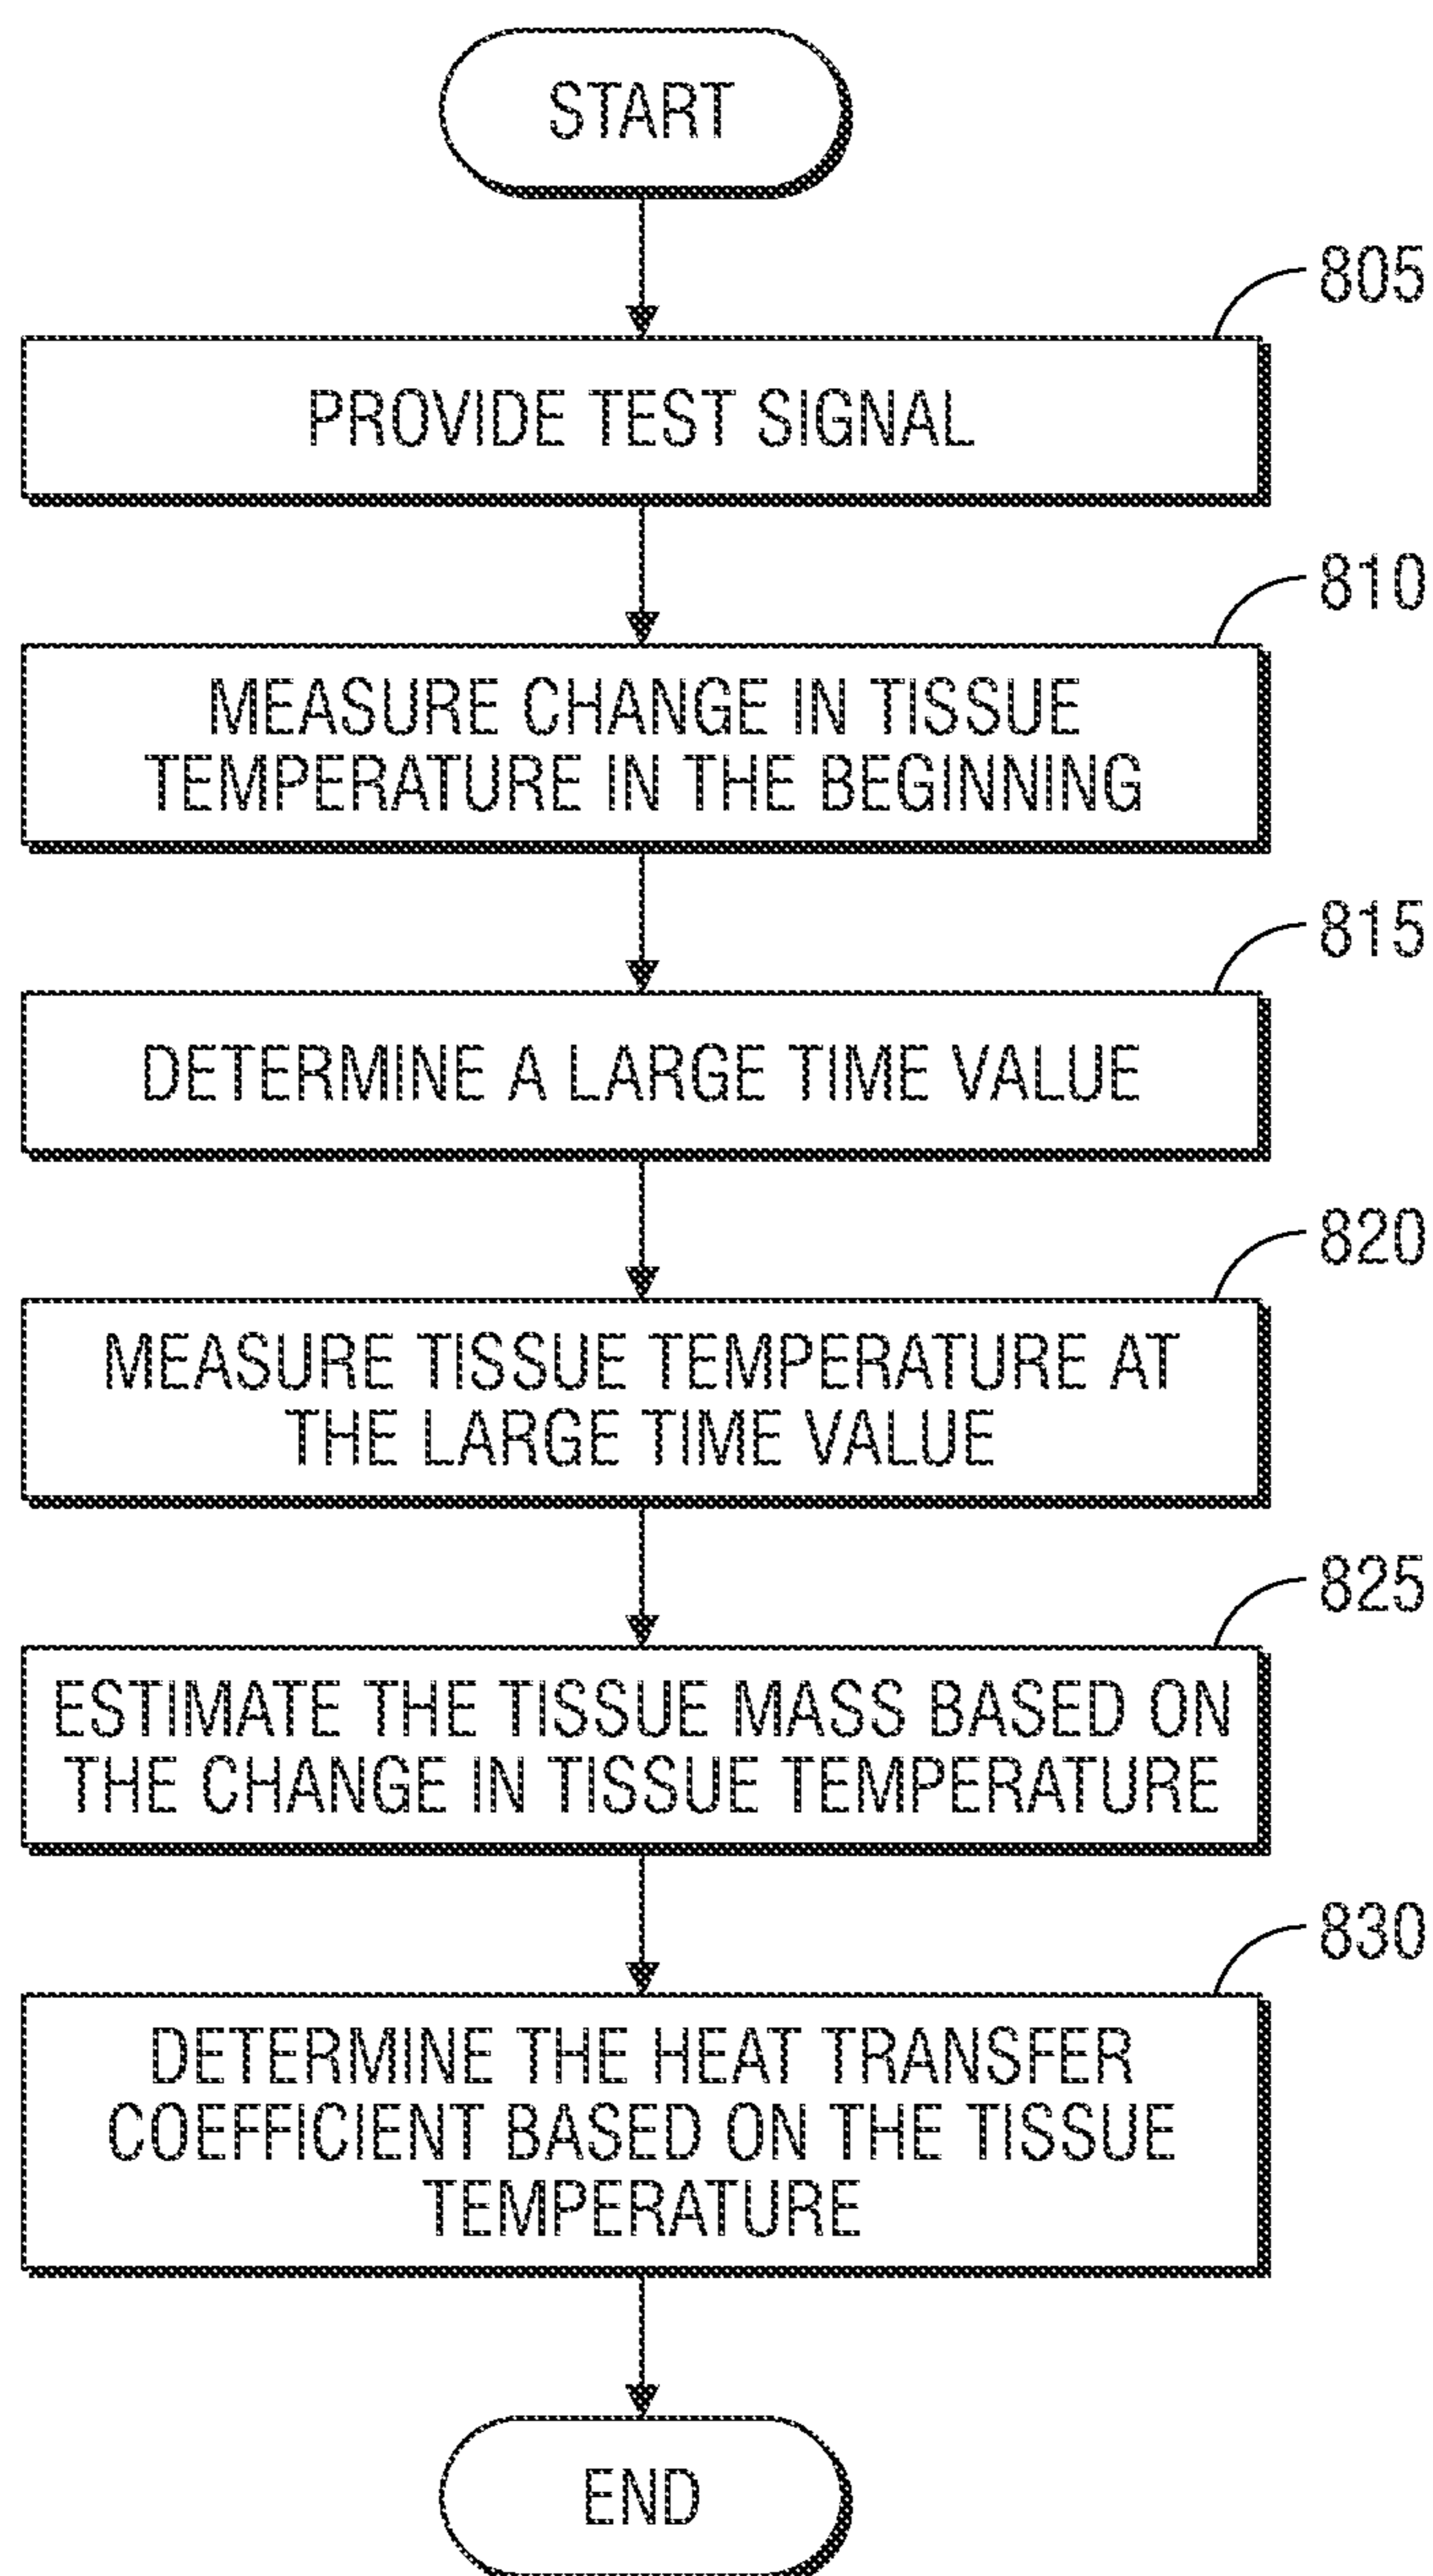 START
805
PROVIDE TEST SIGNAL
810
MEASURE CHANGE IN TISSUE
TEMPERATURE IN THE BEGINNING
815
DETERMINE A LARGE TIME VALUE
820
MEASURE TISSUE TEMPERATURE AT
THE LARGE TIME VALUE
825
ESTIMATE THE TISSUE MASS BASED ON
THE CHANGE IN TISSUE TEMPERATURE
830
DETERMINE THE HEAT TRANSFER
COEFFICIENT BASED ON THE TISSUE
TEMPERATURE
END